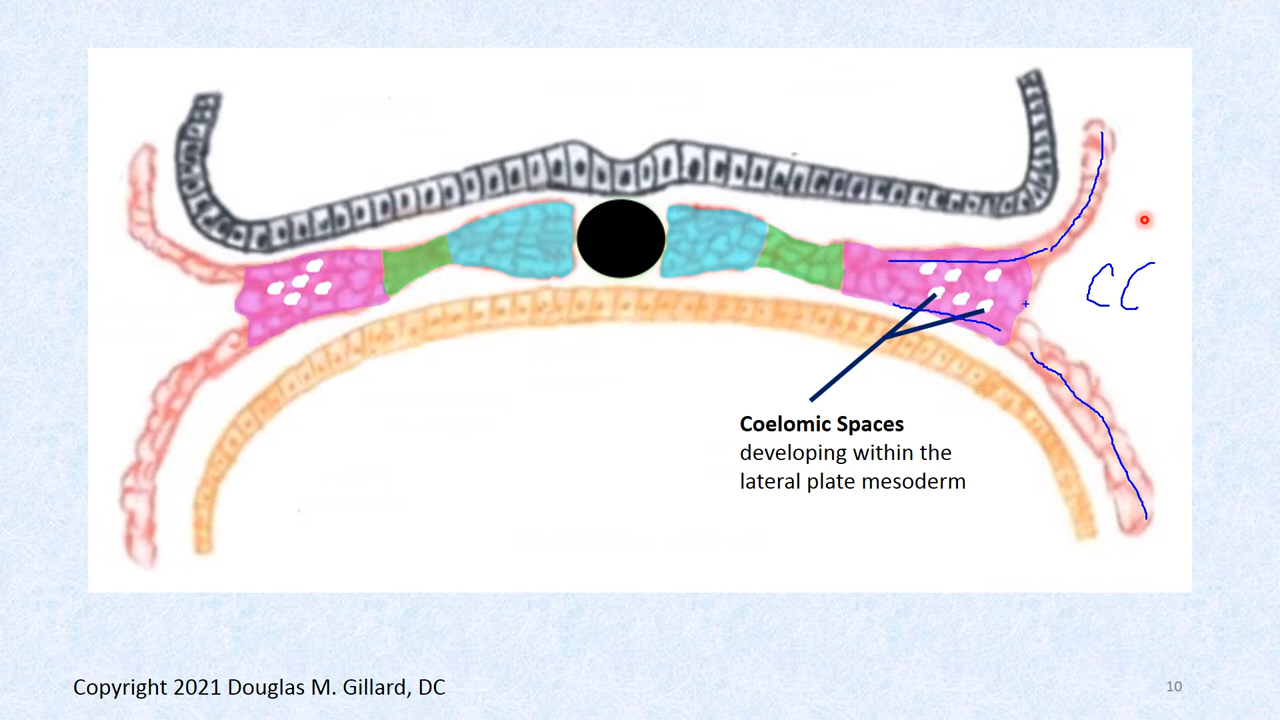 CC
Coelomic Spaces
developing within the
lateral plate mesoderm
Copyright 2021 Douglas M. Gillard, DC
10